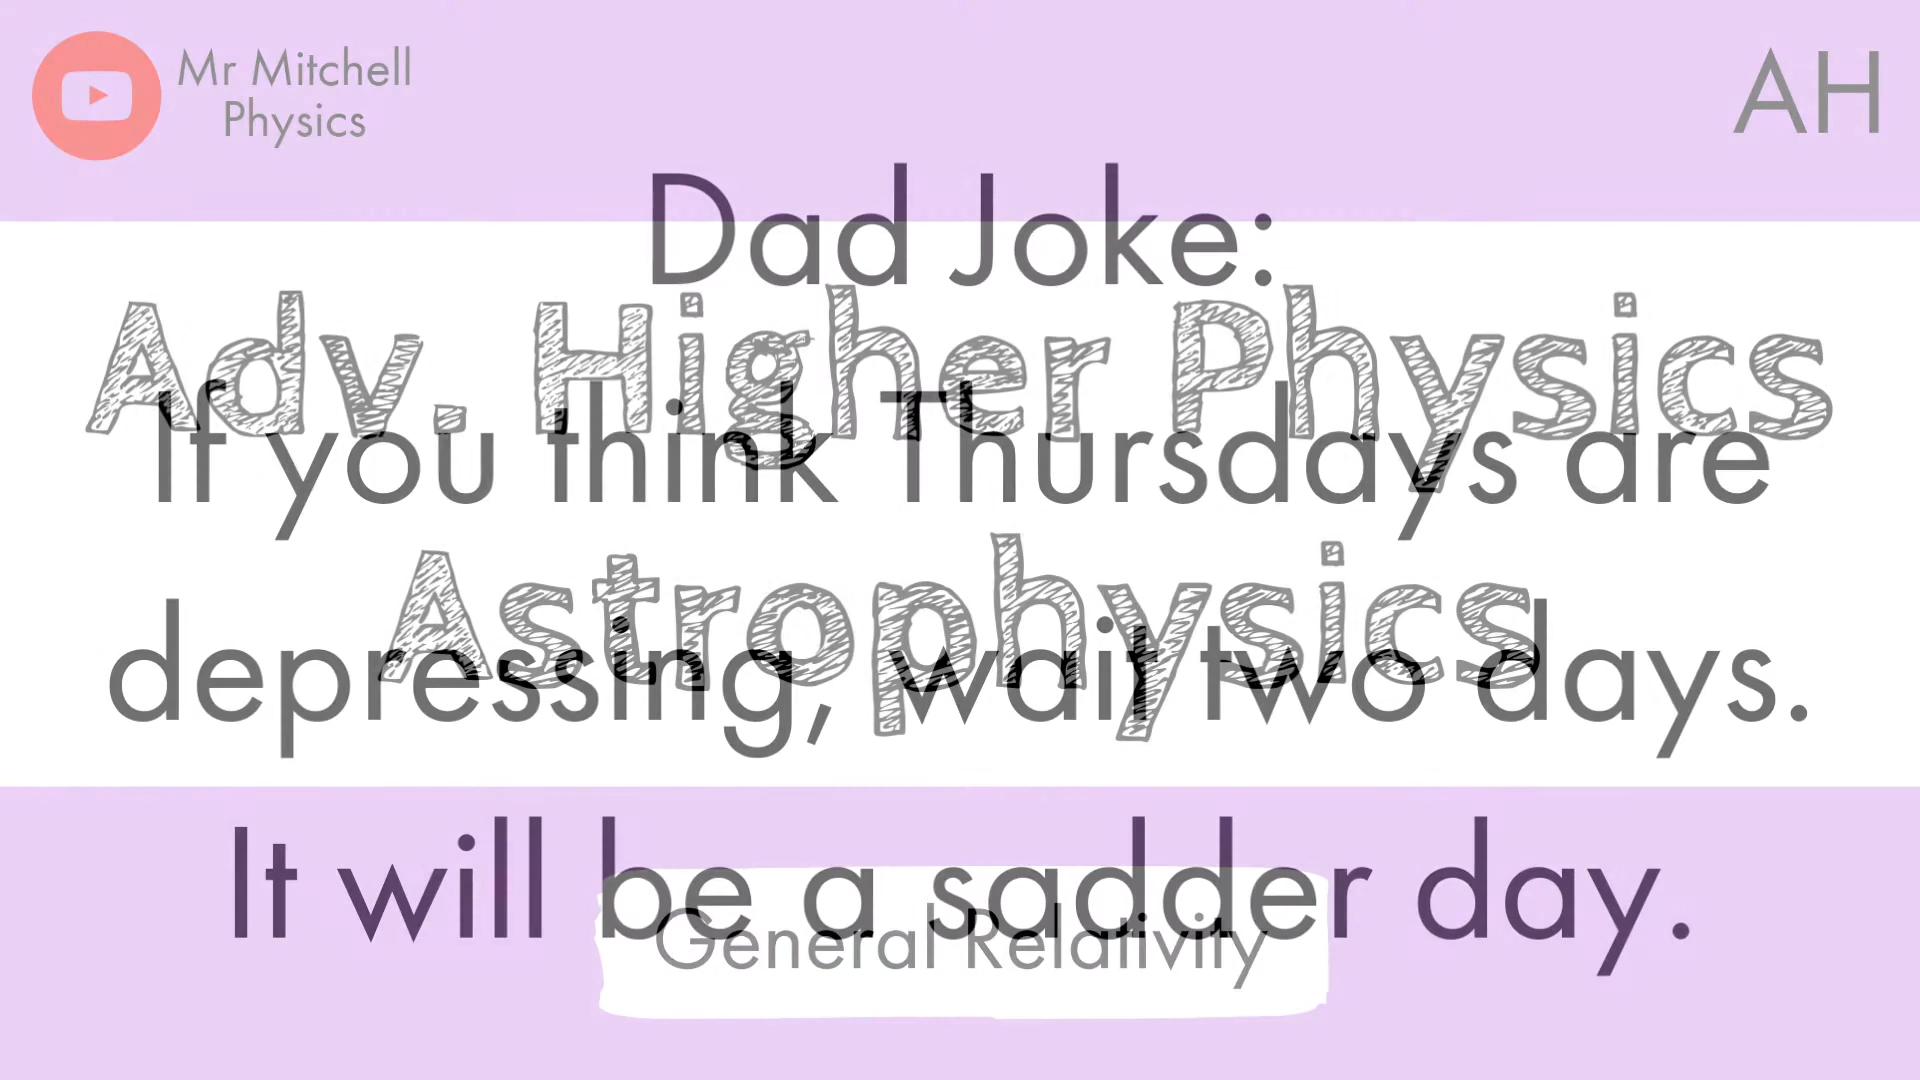 Mr Mitchell
Physics
AH
Dad Joke:
Adv. Higher Physics
If you think Thursdays are
Astrophysics
depressing, wait two days.
It will be a sadder day.
General Relativity